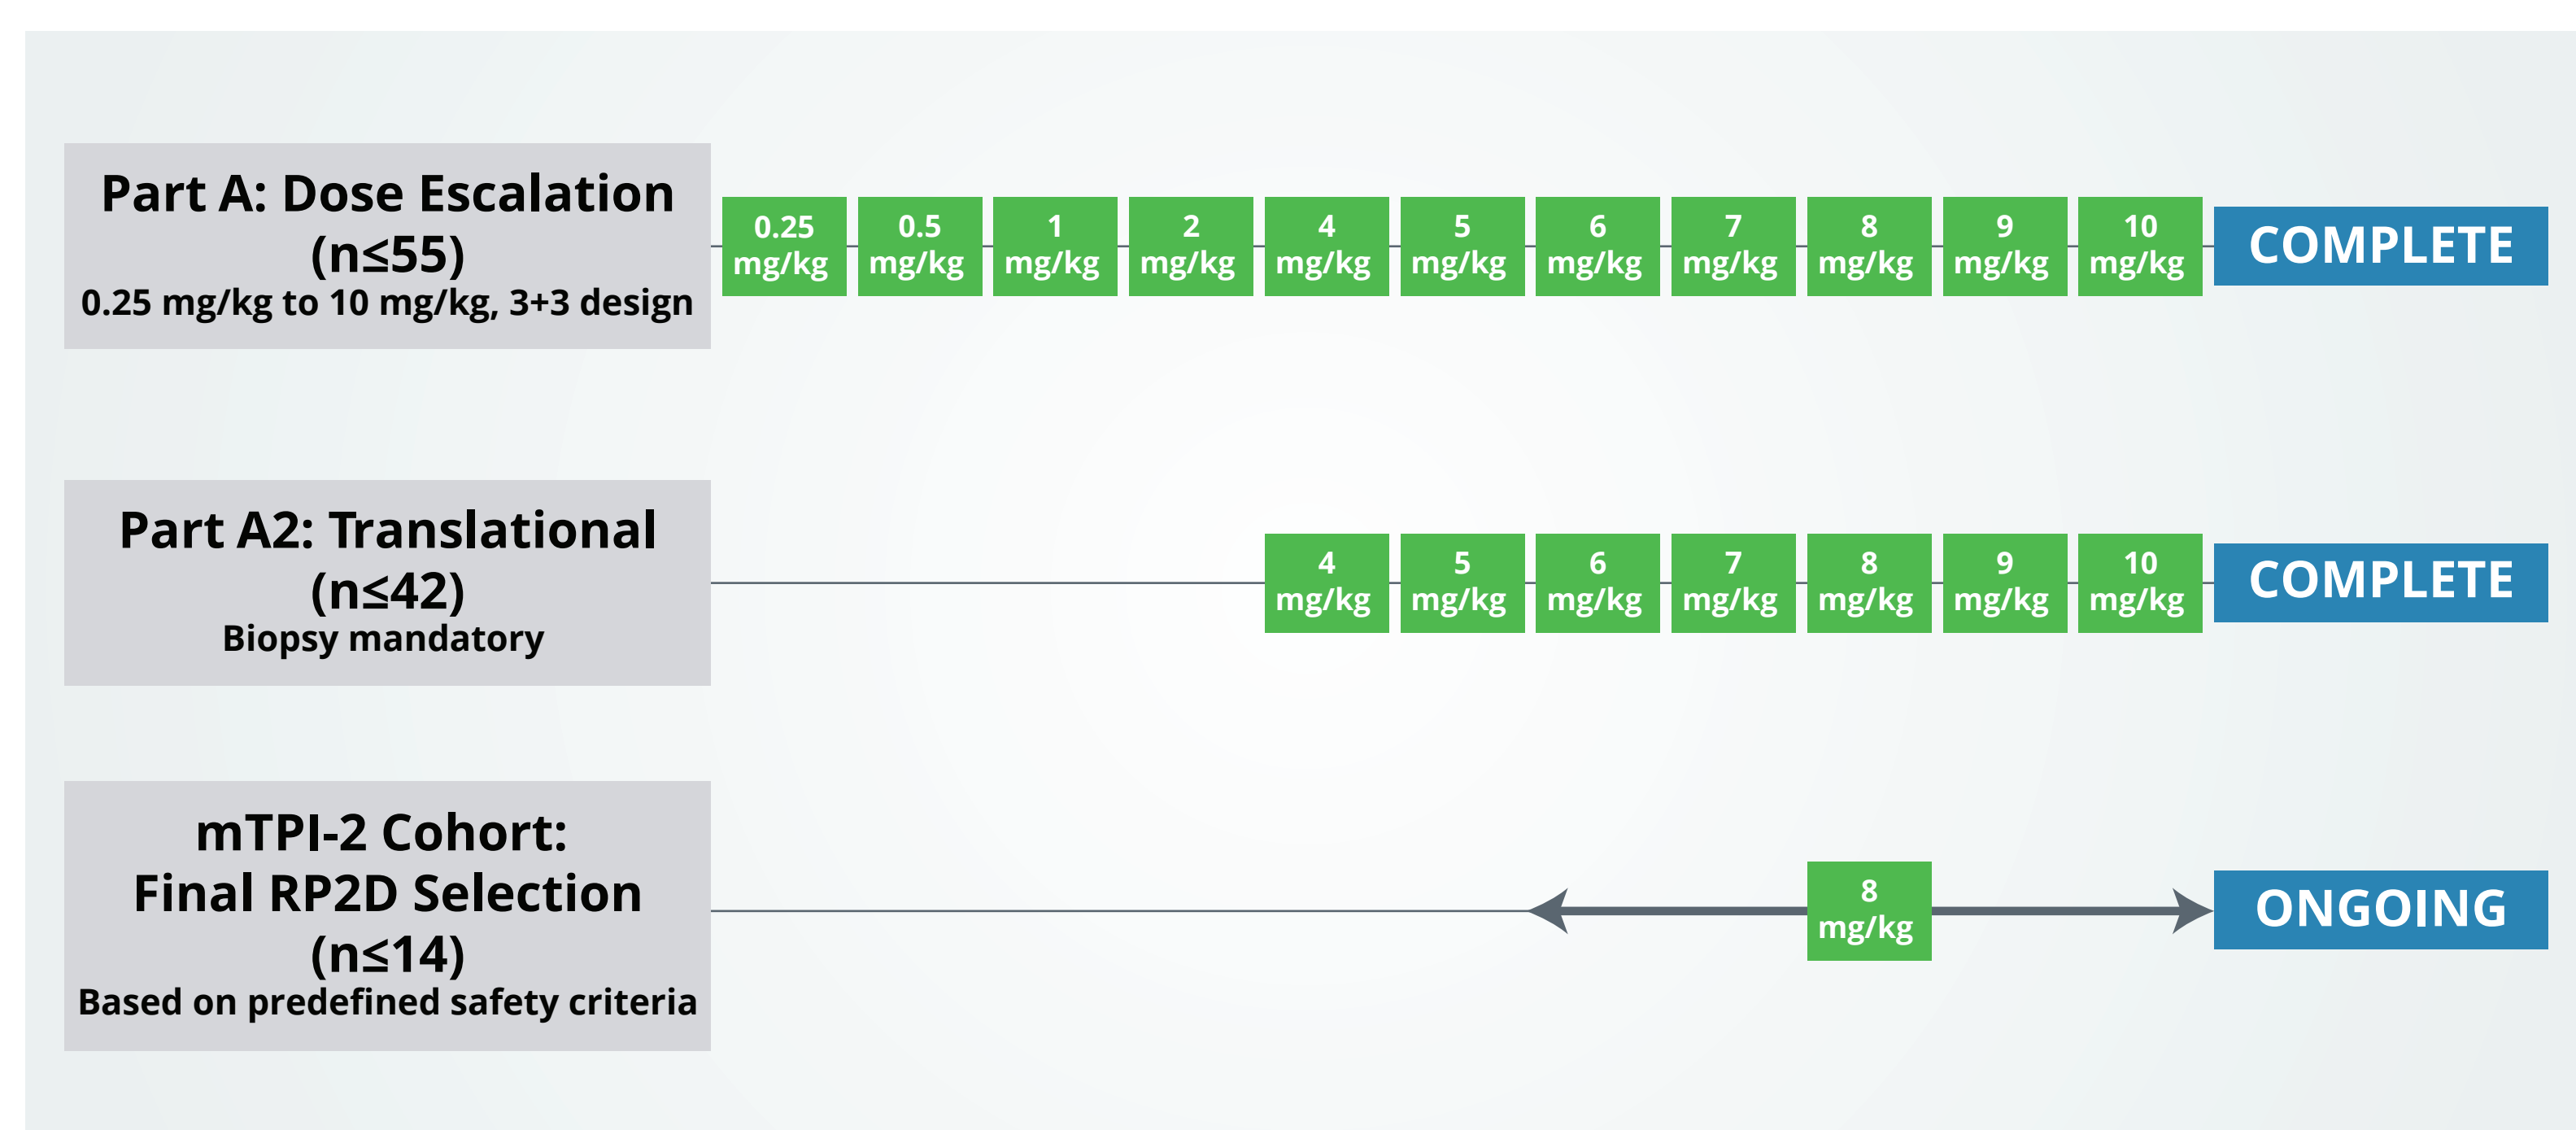 Part A: Dose Escalation
(n≤55)
0.25 mg/kg to 10 mg/kg, 3+3 design
0.25
mg/kg
0.5
mg/kg
1
mg/kg
2
mg/kg
4
mg/kg
5
mg/kg
6
mg/kg
7
mg/kg
8
mg/kg
9
mg/kg
10
mg/kg
COMPLETE
Part A2: Translational
(n≤42)
Biopsy mandatory
4
mg/kg
5
mg/kg
6
mg/kg
7
mg/kg
8
mg/kg
9
mg/kg
10
mg/kg
COMPLETE
mTPI-2 Cohort:
Final RP2D Selection
(n≤14)
Based on predefined safety criteria
8
mg/kg
ONGOING